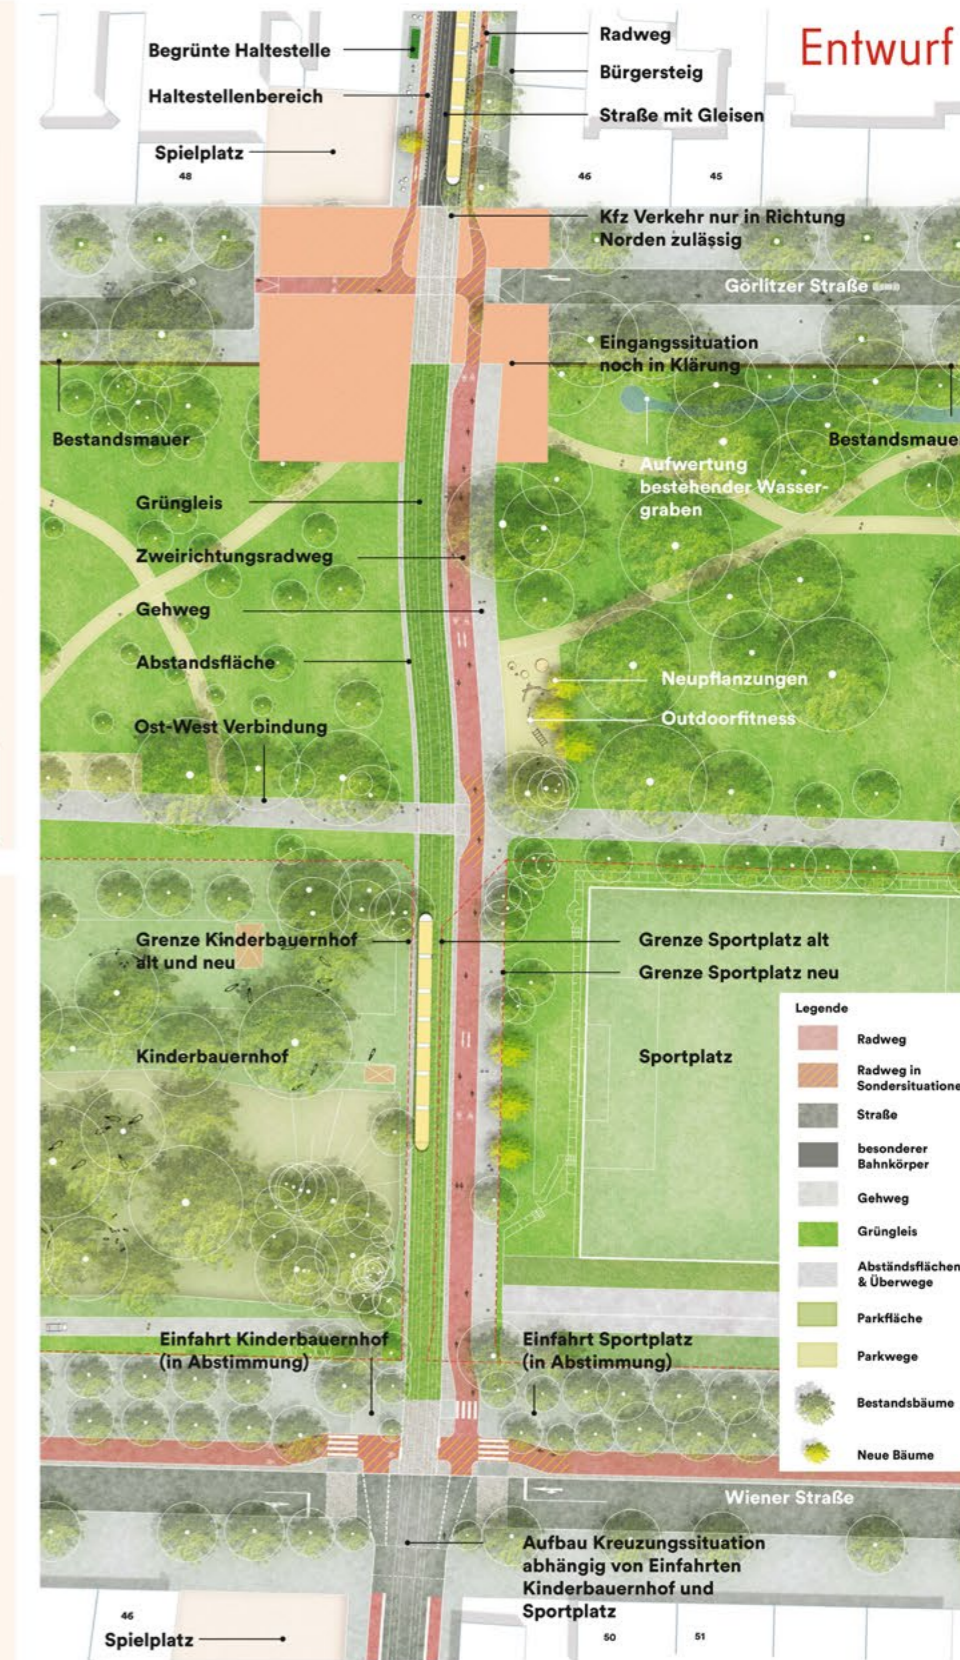 Entwurf
Begrünte Haltestelle
Haltestellenbereich
Spielplatz
48
Radweg
Bürgersteig
Straße mit Gleisen
46
45
Kfz Verkehr nur in Richtung
Norden zulässig
Görlitzer Straße
Eingangssituation
noch in Klärung
Bestandsmauer
Bestandsmaue
Aufwertung
bestehender Wasser-
graben
Grüngleis
Zweirichtungsradweg
Gehweg
Abstandsfläche
Neupflanzungen
Outdoorfitness
Ost-West Verbindung
Grenze Kinderbauernhof
alt und neu
Grenze Sportplatz alt
Grenze Sportplatz neu
Kinderbauernhof
Sportplatz
Legende
Radweg
Radweg in
Sondersituatione
Straße
besonderer
Bahnkörper
Gehweg
Grüngleis
Abständsflächen
& Überwege
Parkfläche
Parkwege
Bestandsbäume
Neue Bäume
Einfahrt Kinderbauernhof
(in Abstimmung)
Einfahrt Sportplatz
(in Abstimmung)
Wiener Straße
Aufbau Kreuzungssituation
abhängig von Einfahrten
Kinderbauernhof und
Sportplatz
46
Spielplatz
50
51